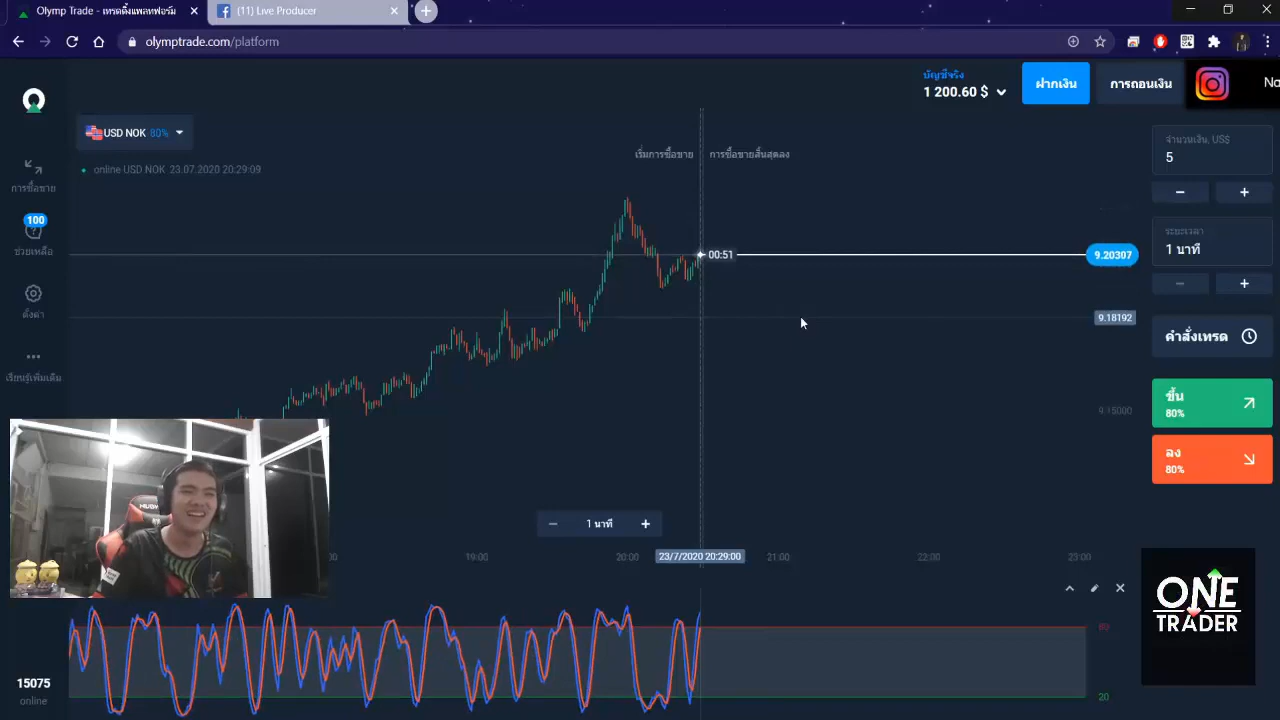 Olymp Trade - เทรดดิ้งแพลทฟอร์ม
(11) Live Producer
olymptrade.com/platform
บัญชีจริง
1 200.60 $
ฝากเงิน
การถอนเงิน
Na
USD NOK 80%
online USD NOK 23.07.2020 20:29:09
เริ่มการซื้อขาย
การซื้อขายสิ้นสุดลง
จำนวนเงิน, US$
5
การซื้อขาย
100
ช่วยเหลือ
ตั้งค่า
เรียนรู้เพิ่มเติม
00:51
9.20307
9.18192
9.15000
ระยะเวลา
1 นาที
คำสั่งเทรด
ขึ้น
80%
ลง
80%
1 นาที
19:00
20:00
23/7/2020 20:29:00
21:00
22:00
23:00
80
20
15075
online
ONE
TRADER